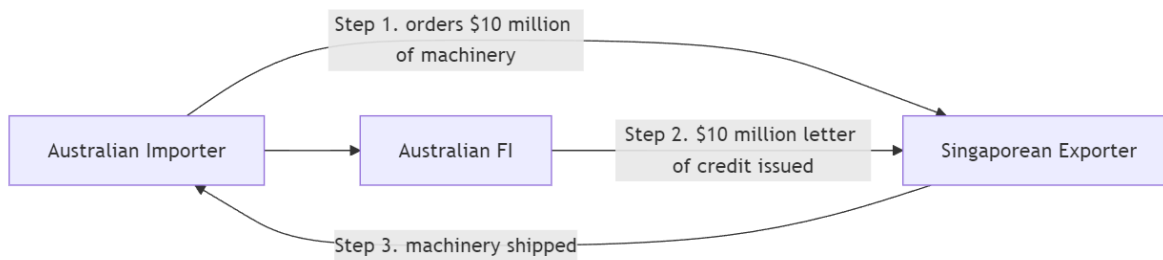 Step 1. orders $10 million
of machinery
Australian Importer
Australian FI
Step 2. $10 million letter
of credit issued
Singaporean Exporter
Step 3. machinery shipped